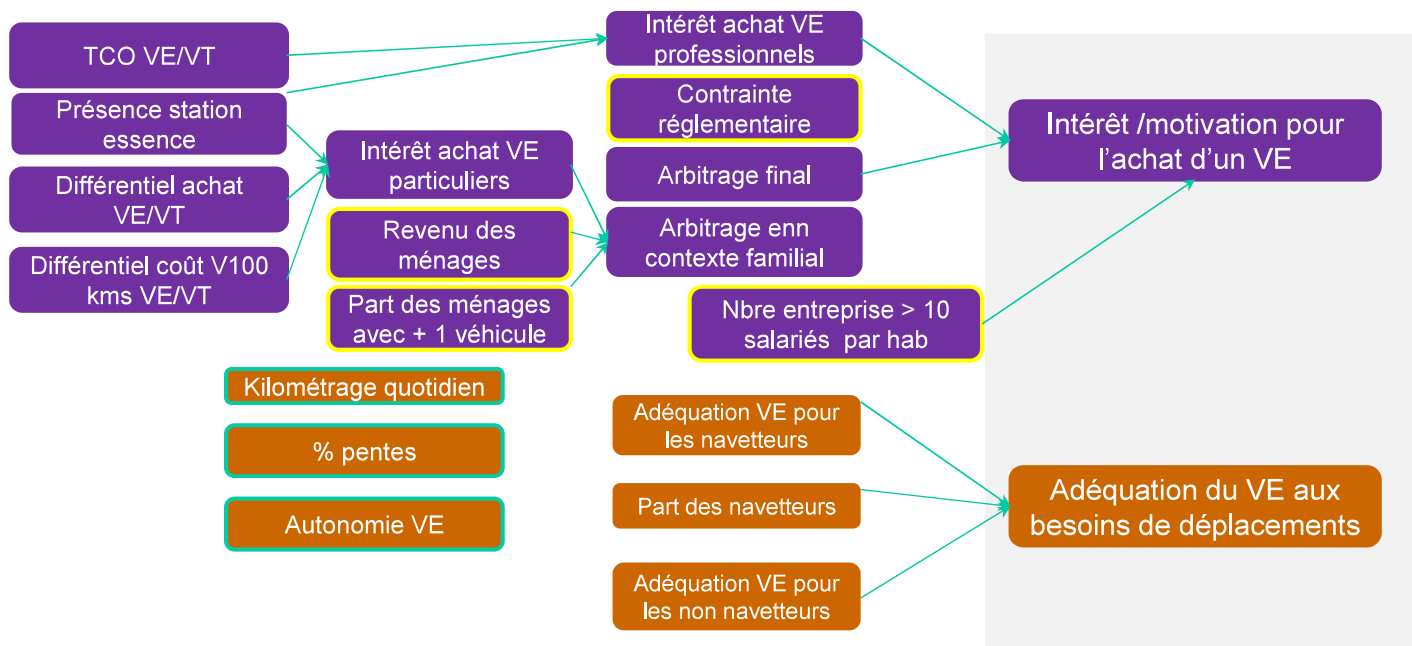 TCO VE/VT
Présence station
essence
Différentiel achat
VE/VT
Différentiel coût V100
kms VE/VT
Intérêt achat VE
particuliers
Revenu des
ménages
Part des ménages
avec + 1 véhicule
Intérêt achat VE
professionnels
Contrainte
réglementaire
Arbitrage final
Arbitrage enn
contexte familial
Nbre entreprise > 10
salariés par hab
Intérêt /motivation pour
l'achat d'un VE
Kilométrage quotidien
% pentes
Autonomie VE
Adéquation VE pour
les navetteurs
Part des navetteurs
Adéquation VE pour
les non navetteurs
Adéquation du VE aux
besoins de déplacements